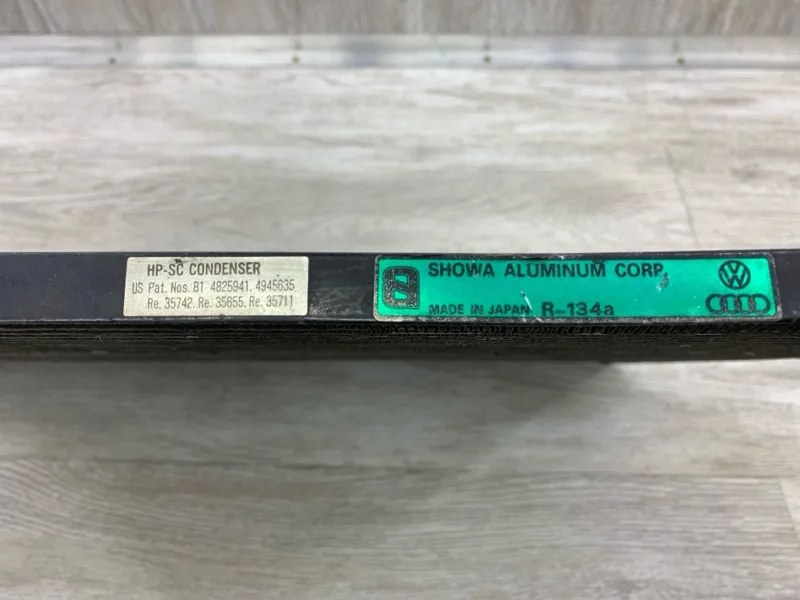 HP-SC CONDENSER
US Pat. Nos. B1 4825941. 4945635
Re. 35742. Re. 35655. Re. 35711
SHOWA ALUMINUM CORP.
MADE IN JAPAN R-134a